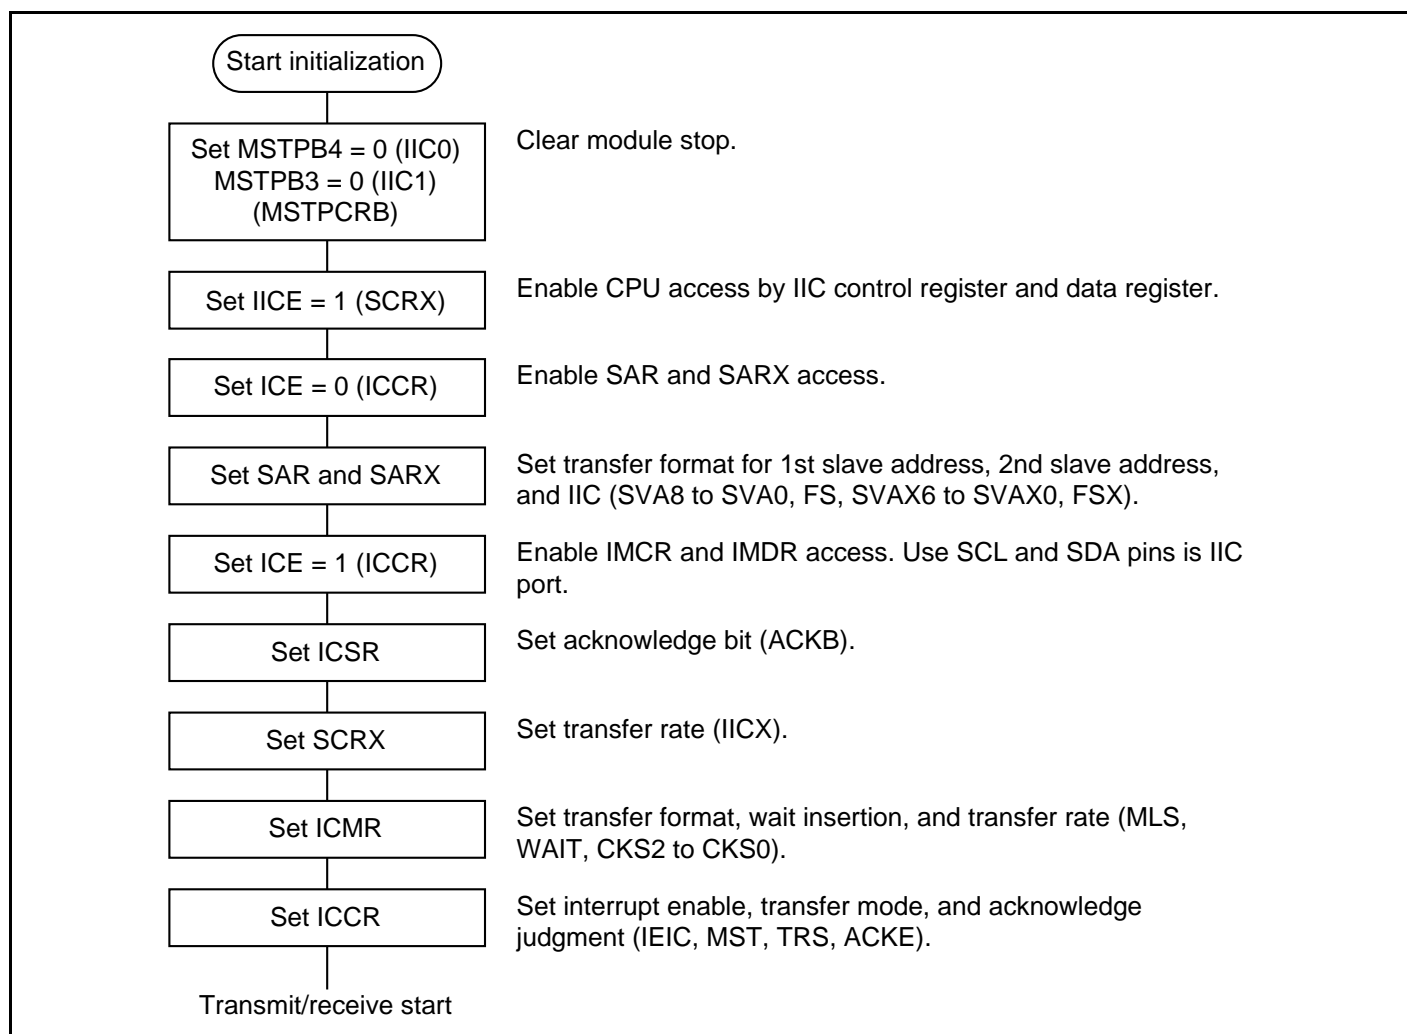 Start initialization
Set MSTPB4 = 0 (IIC0)
MSTPB3 = 0 (IIC1)
(MSTPCRB)
Clear module stop.
Set IICE = 1 (SCRX)
Enable CPU access by IIC control register and data register.
Set ICE = 0 (ICCR)
Enable SAR and SARX access.
Set SAR and SARX
Set transfer format for 1st slave address, 2nd slave address,
and IIC (SVA8 to SVA0, FS, SVAX6 to SVAX0, FSX).
Set ICE = 1 (ICCR)
Enable IMCR and IMDR access. Use SCL and SDA pins is IIC
port.
Set ICSR
Set acknowledge bit (ACKB).
Set SCRX
Set transfer rate (IICX).
Set ICMR
Set transfer format, wait insertion, and transfer rate (MLS,
WAIT, CKS2 to CKS0).
Set ICCR
Set interrupt enable, transfer mode, and acknowledge
judgment (IEIC, MST, TRS, ACKE).
Transmit/receive start